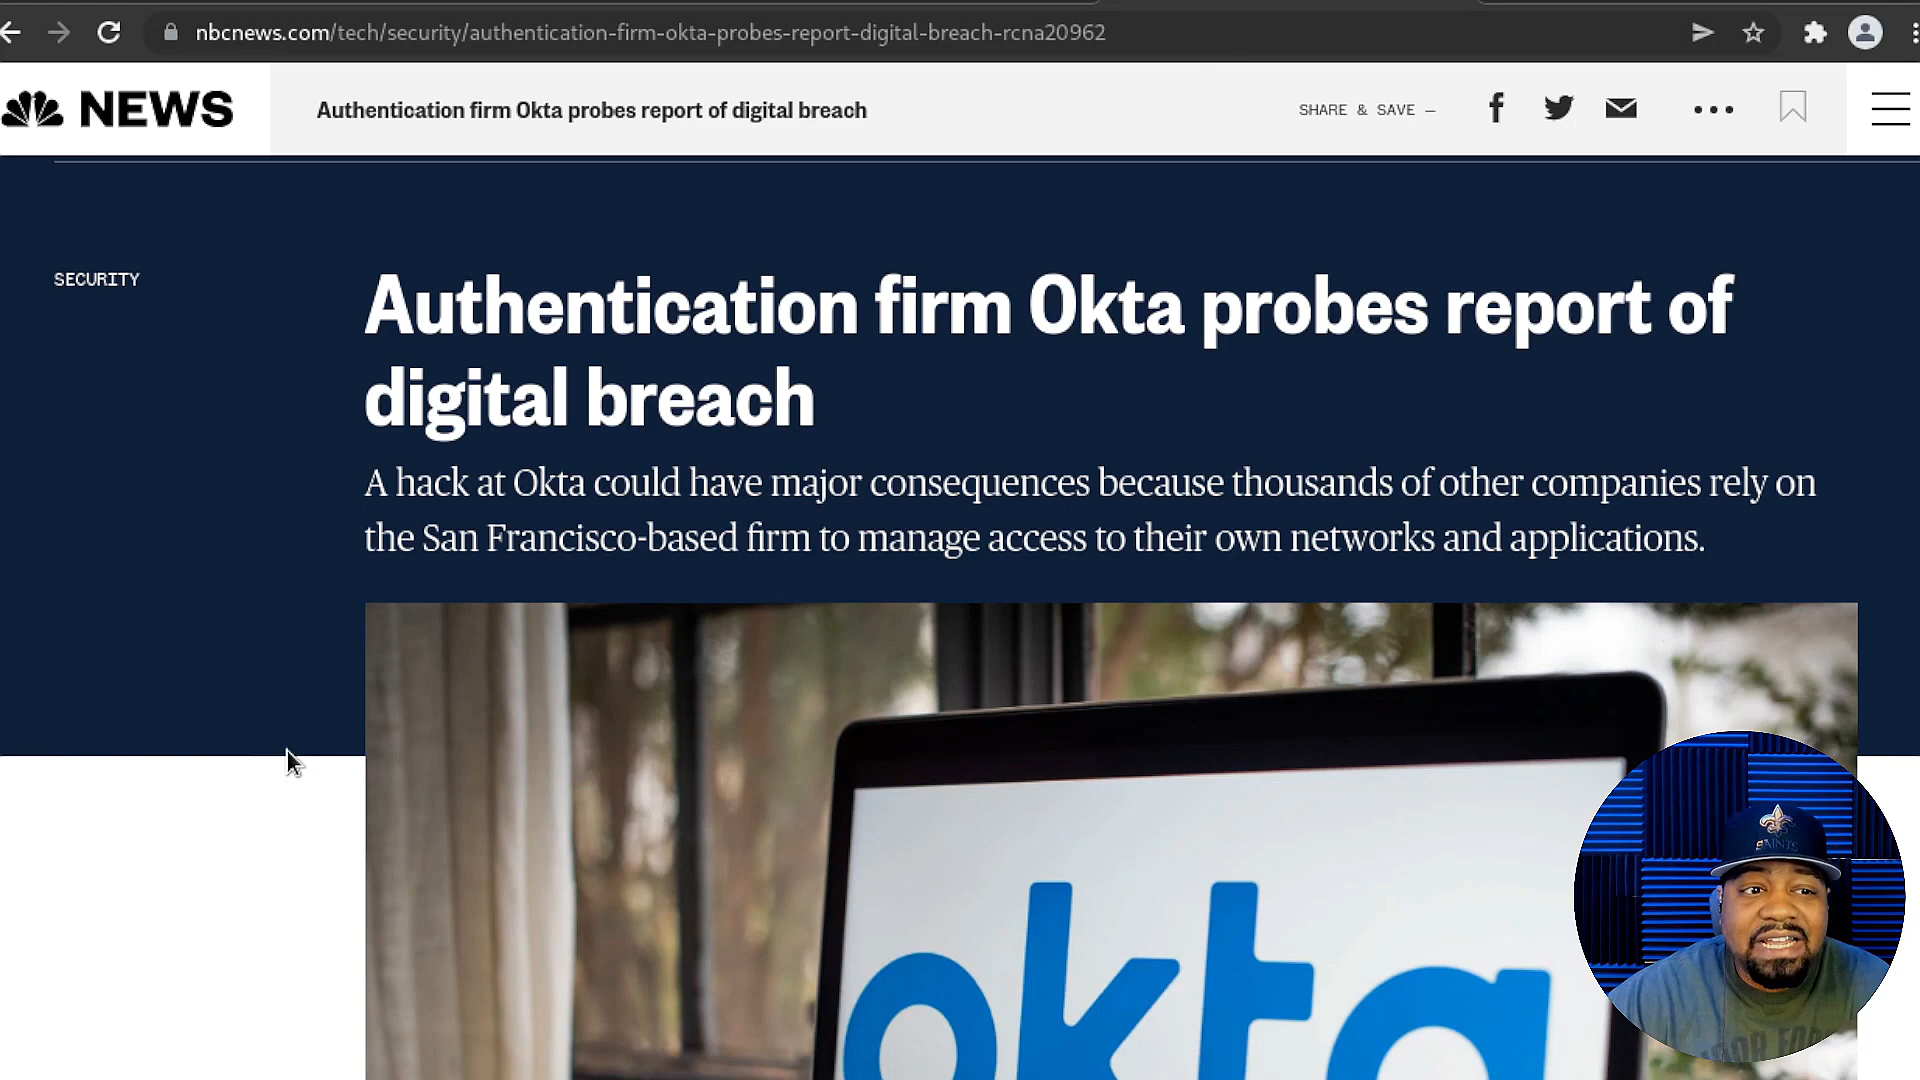 nbcnews.com/tech/security/authentication-firm-okta-probes-report-digital-breach-rcna20962
NEWS
Authentication firm Okta probes report of digital breach
SHARE & SAVE —
SECURITY
Authentication firm Okta probes report of
digital breach
A hack at Okta could have major consequences because thousands of other companies rely on
the San Francisco-based firm to manage access to their own networks and applications.
okta
SAINTS